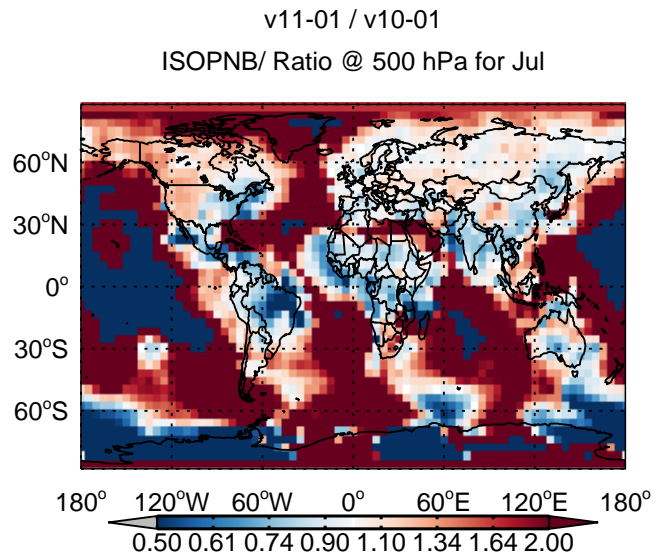 v11-01 / v10-01
ISOPNB/ Ratio @ 500 hPa for Jul
60°N
30°N
0°
30°S
60°S
180° 120°W 60°W 0° 60°E 120°E 180°
0.50 0.61 0.74 0.90 1.10 1.34 1.64 2.00